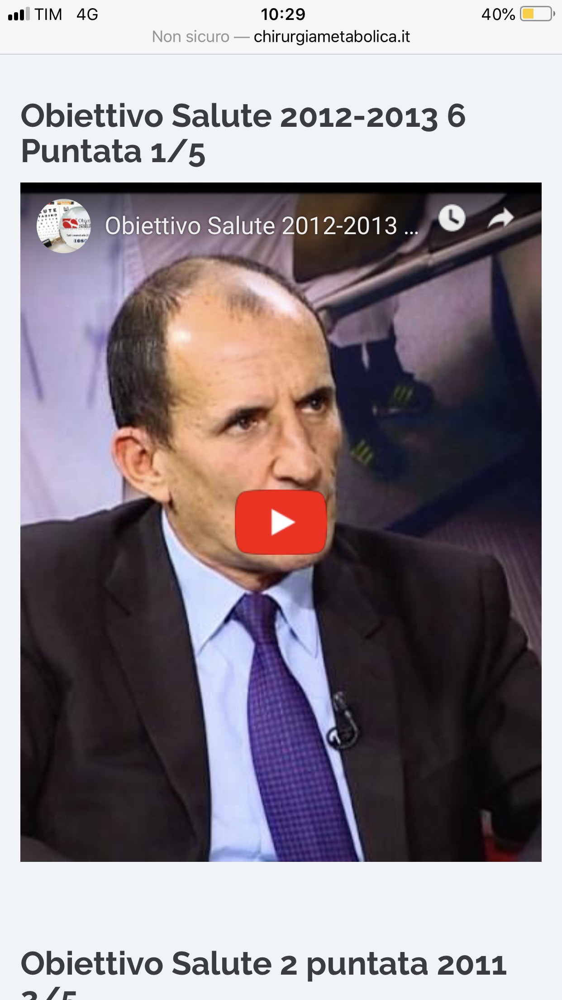 TIM 4G 10:29 40%
Non sicuro — chirurgiametabolica.it
Obiettivo Salute 2012-2013 6
Puntata 1/5
Obiettivo Salute 2012-2013 ...
Obiettivo Salute 2 puntata 2011